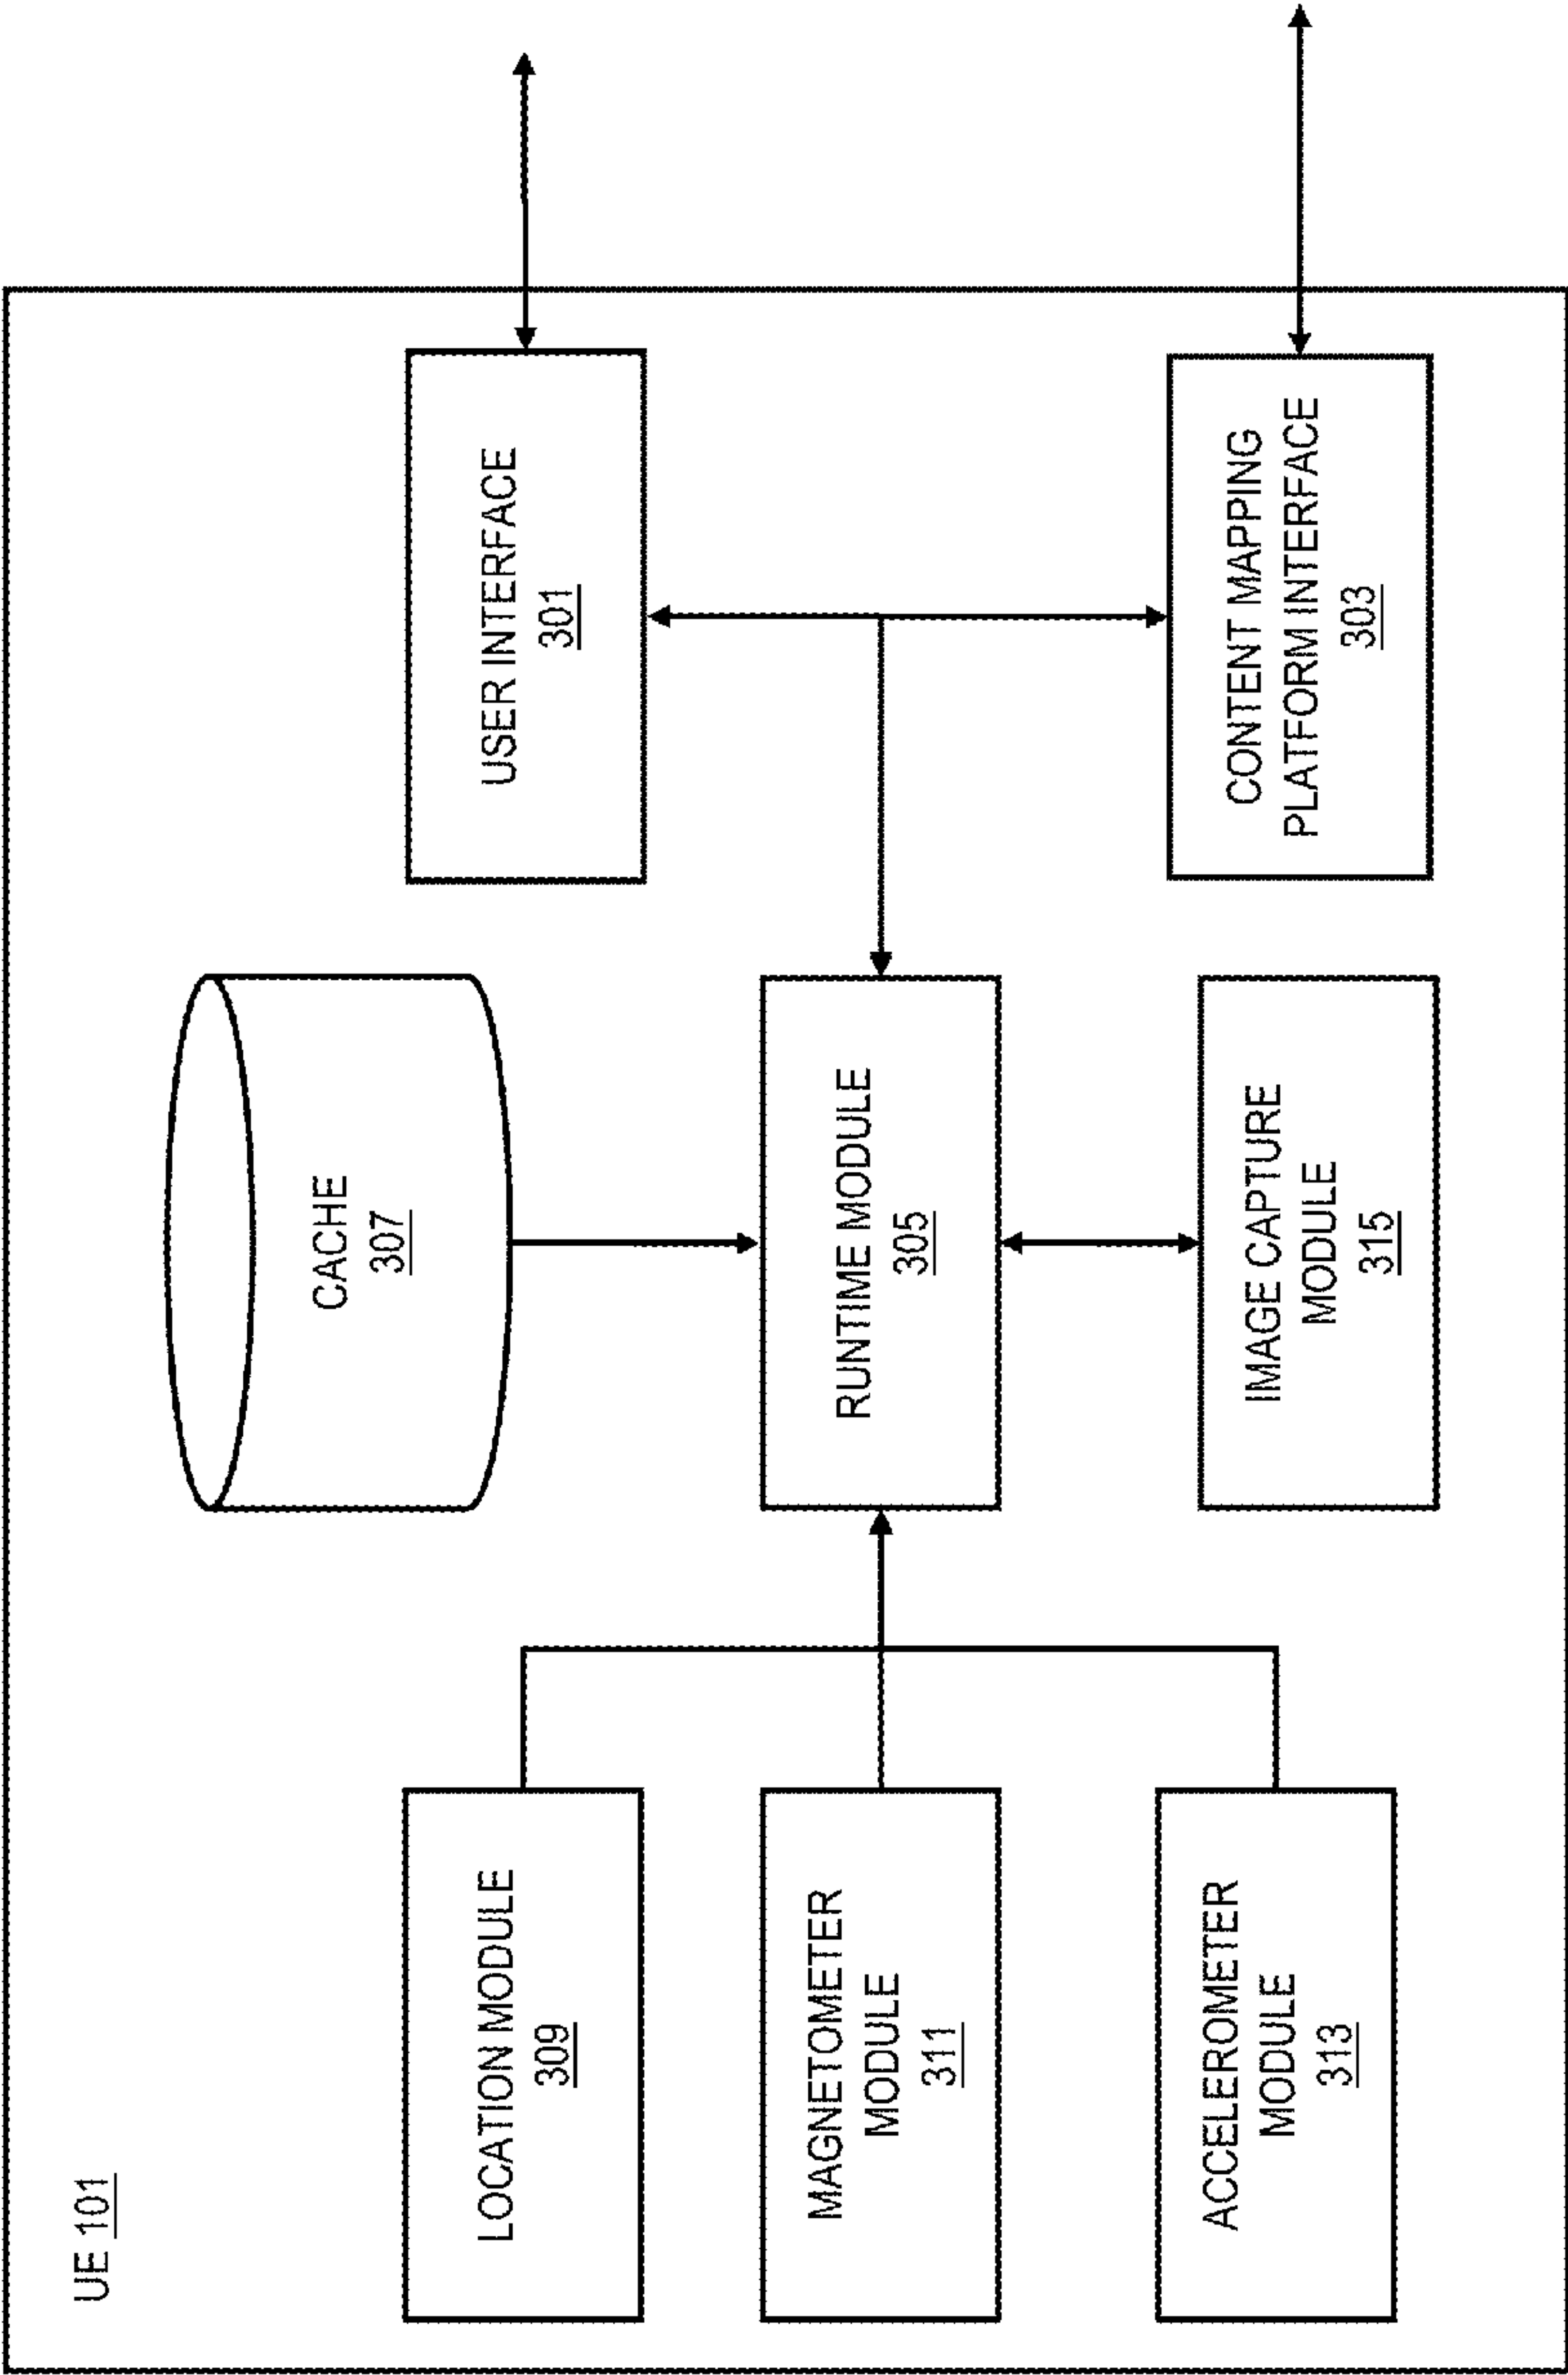 UE 101
CACHE
307
LOCATION MODULE
309
USER INTERFACE
301
MAGNETOMETER
MODULE
311
RUNTIME MODULE
305
ACCELEROMETER
MODULE
313
IMAGE CAPTURE
MODULE
315
CONTENT MAPPING
PLATFORM INTERFACE
303